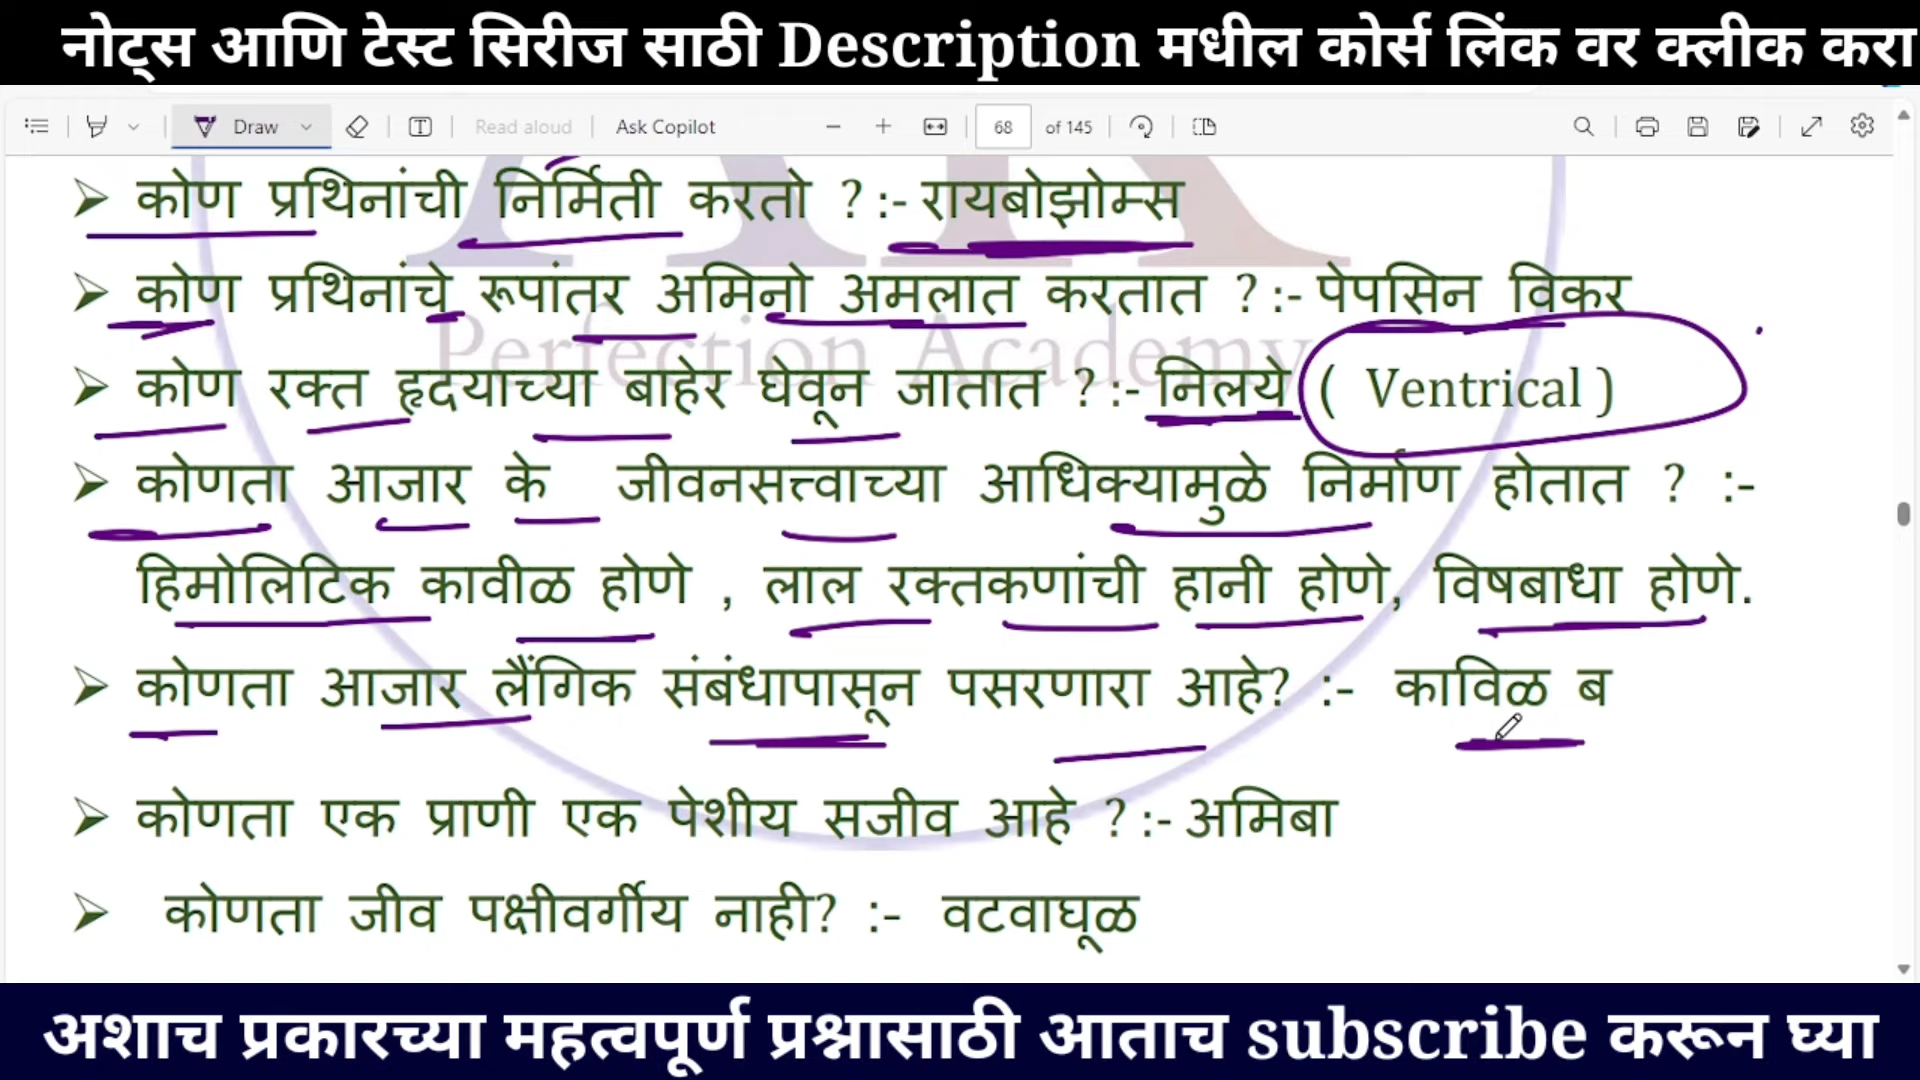 नोट्स आणि टेस्ट सिरीज साठी Description मधील कोर्स लिंक वर क्लीक करा
Draw Read aloud Ask Copilot 68 of 145
कोण प्रथिनांची निर्मिती करतो ? :- रायबोझोम्स
कोण प्रथिनांचे रूपांतर अमिनो अमलात करतात ? :- पेपसिन विकर
Perfection Academy
कोण रक्त हृदयाच्या बाहेर घेवून जातात ? :- निलये ( Ventrical )
कोणता आजार के जीवनसत्त्वाच्या आधिक्यामुळे निर्माण होतात ? :-
हिमोलिटिक कावीळ होणे , लाल रक्तकणांची हानी होणे, विषबाधा होणे.
कोणता आजार लैंगिक संबंधापासून पसरणारा आहे? :- काविळ ब
कोणता एक प्राणी एक पेशीय सजीव आहे ? :- अमिबा
कोणता जीव पक्षीवर्गीय नाही? :- वटवाघूळ
अशाच प्रकारच्या महत्वपूर्ण प्रश्नासाठी आताच subscribe करून घ्या